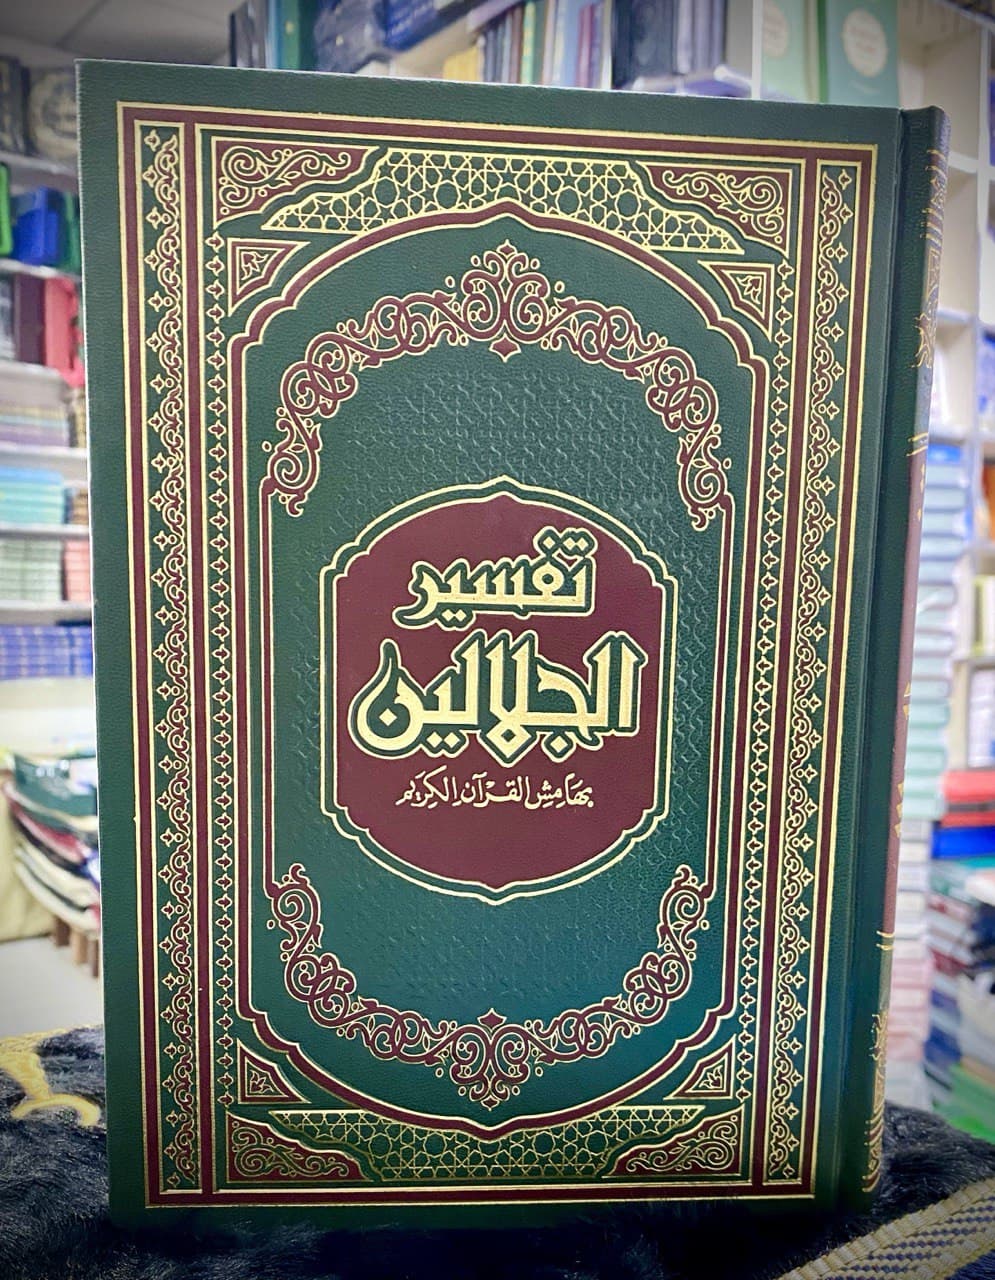 تفسير
الجلالين
بهامش القرآن الكريم